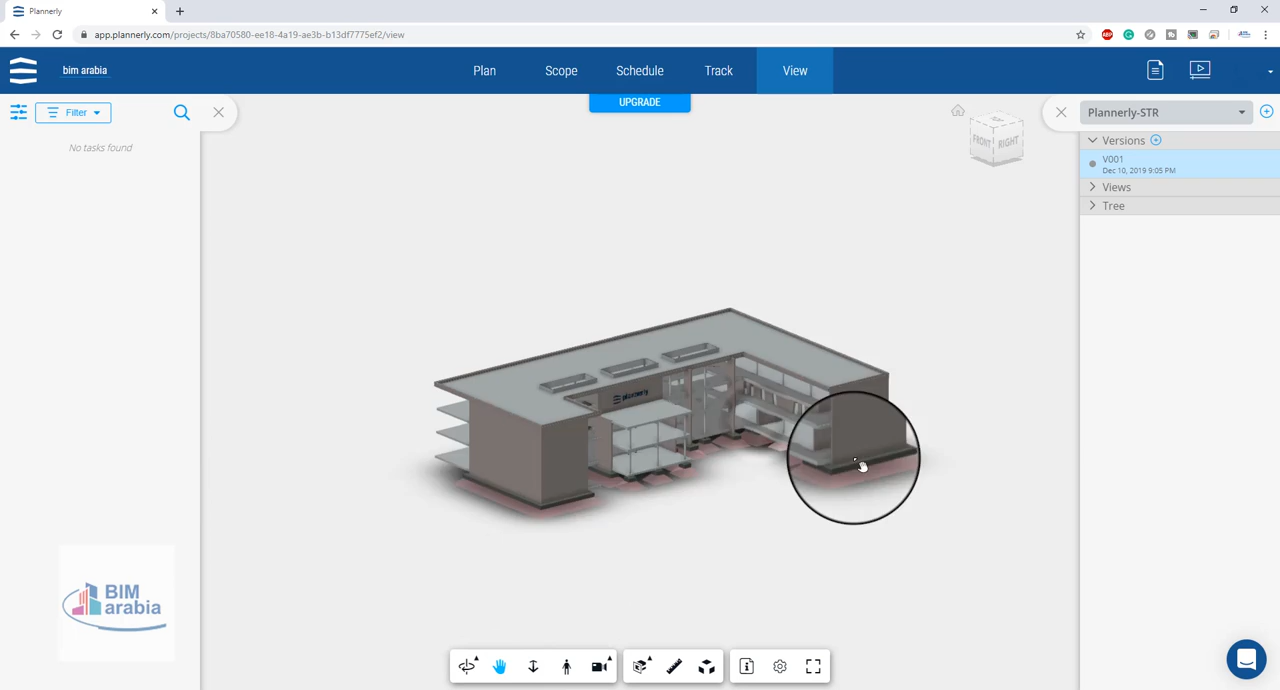 Plannerly
app.plannerly.com/projects/8ba70580-ee18-4a19-ae3b-b13df7775ef2/view
bim arabia
Plan
Scope
Schedule
Track
View
UPGRADE
Filter
No tasks found
FRONT
RIGHT
Plannerly-STR
Versions
V001
Dec 10, 2019 9:05 PM
Views
Tree
plannerly
BIM
arabia